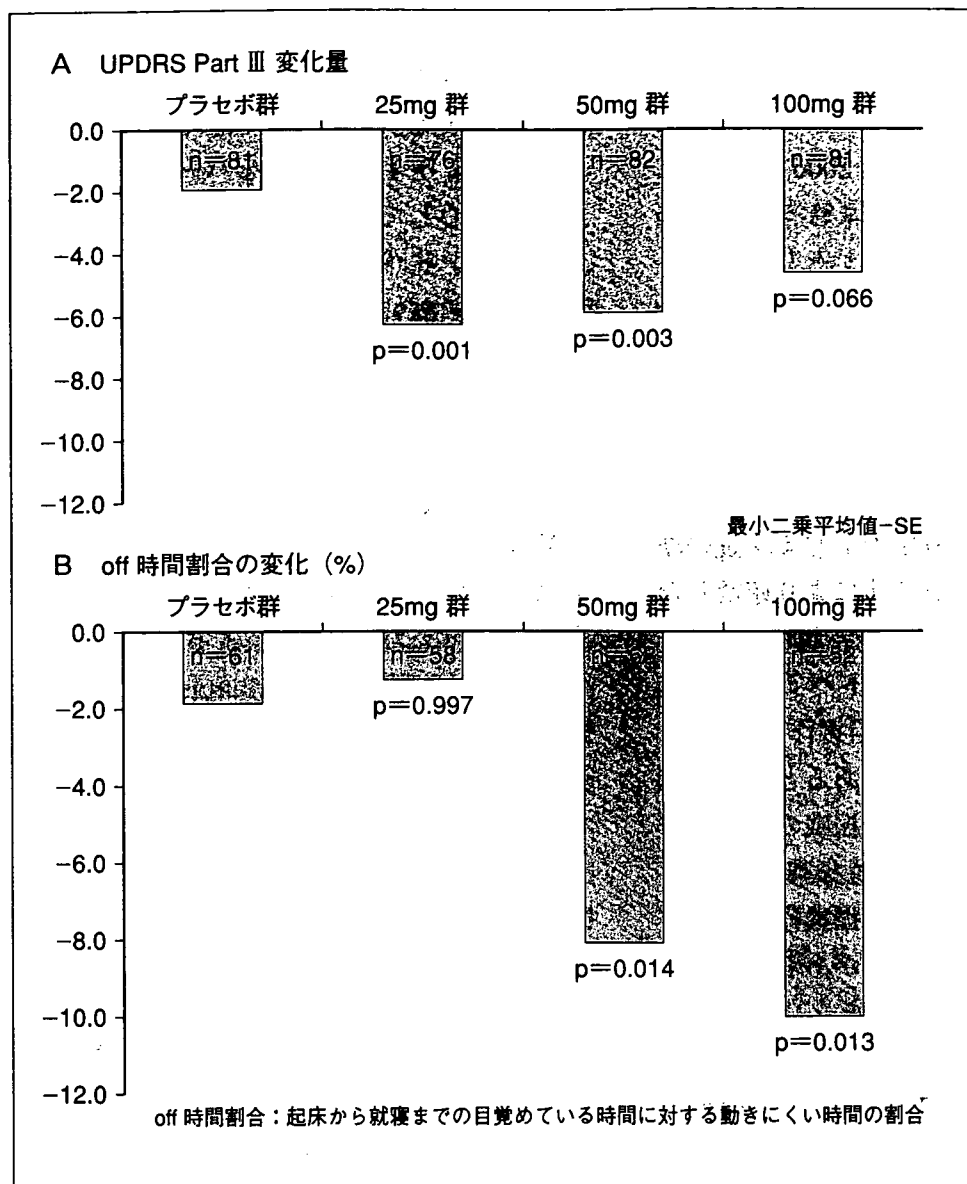 A UPDRS Part Ⅲ 変化量
プラセボ群 25mg 群 50mg 群 100mg 群
0.0
n=81 n=76 n=82 n=81
−2.0
−4.0
p=0.066
−6.0
p=0.001 p=0.003
−8.0
−10.0
−12.0
最小二乗平均値−SE
B off 時間割合の変化（%）
プラセボ群 25mg 群 50mg 群 100mg 群
0.0
n=61 n=58
−2.0
p=0.997
−4.0
−6.0
−8.0
p=0.014
−10.0
p=0.013
−12.0
off 時間割合：起床から就寝までの目覚めている時間に対する動きにくい時間の割合